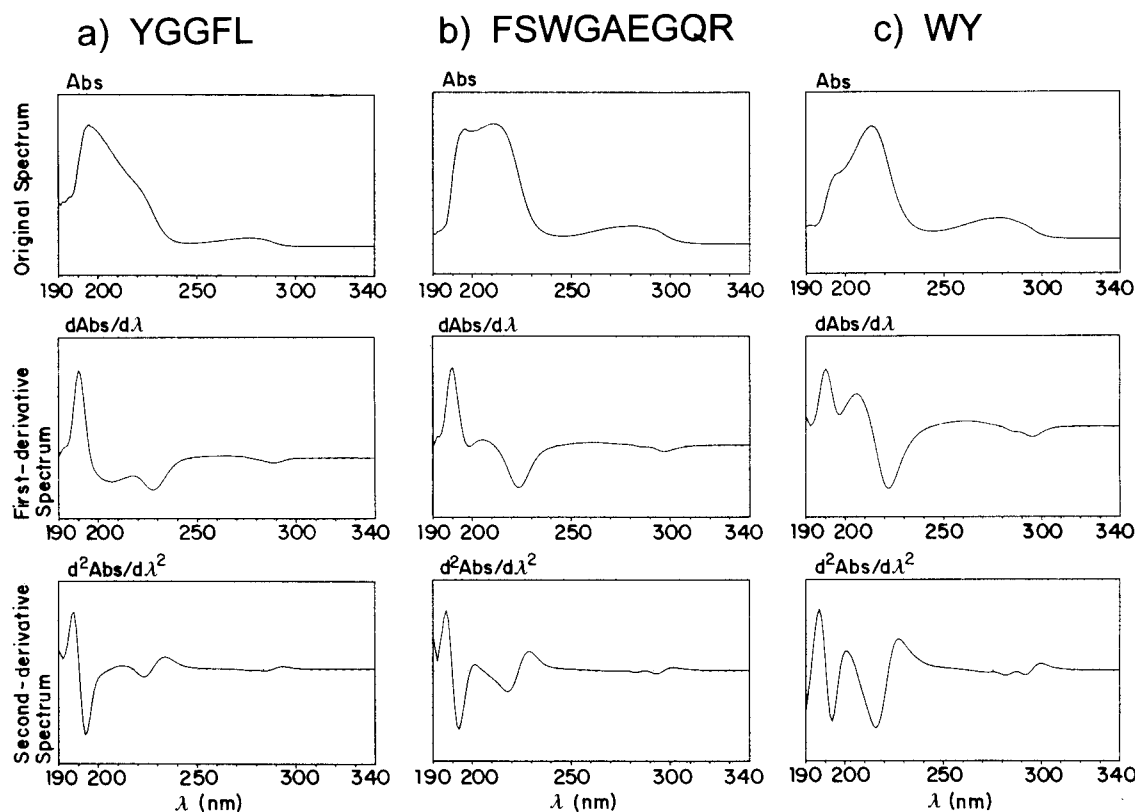 a) YGGFL b) FSWGAEGQR c) WY
Abs Abs Abs
Original Spectrum
190 200 250 300 340 190 200 250 300 340 190 200 250 300 340
dAbs/dλ dAbs/dλ dAbs/dλ
First-derivative
Spectrum
190 200 250 300 340 190 200 250 300 340 190 200 250 300 340
d²Abs/dλ² d²Abs/dλ² d²Abs/dλ²
Second-derivative
Spectrum
190 200 250 300 340 190 200 250 300 340 190 200 250 300 340
λ (nm) λ (nm) λ (nm)